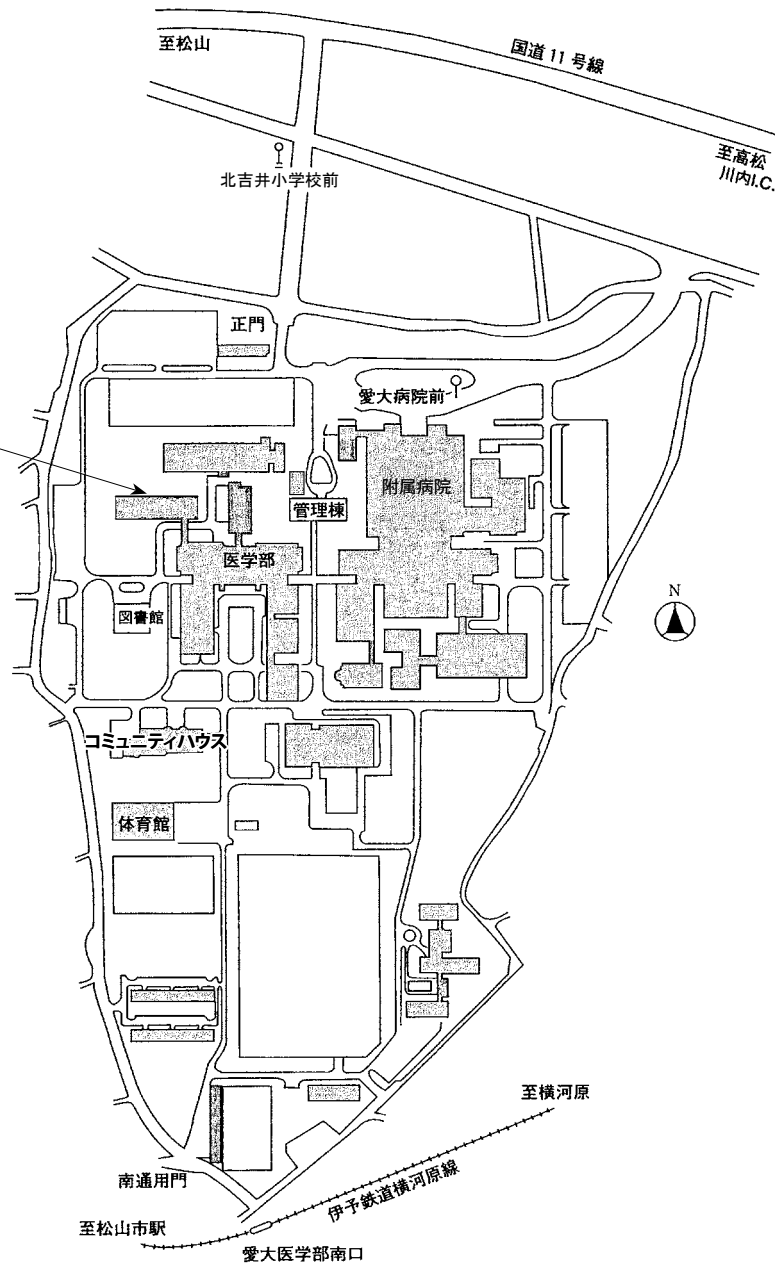 至松山
国道 11 号線
至高松
川内I.C.
北吉井小学校前
正門
愛大病院前
附属病院
管理棟
医学部
図書館
N
コミュニティハウス
体育館
至横河原
南通用門
伊予鉄道横河原線
至松山市駅
愛大医学部南口